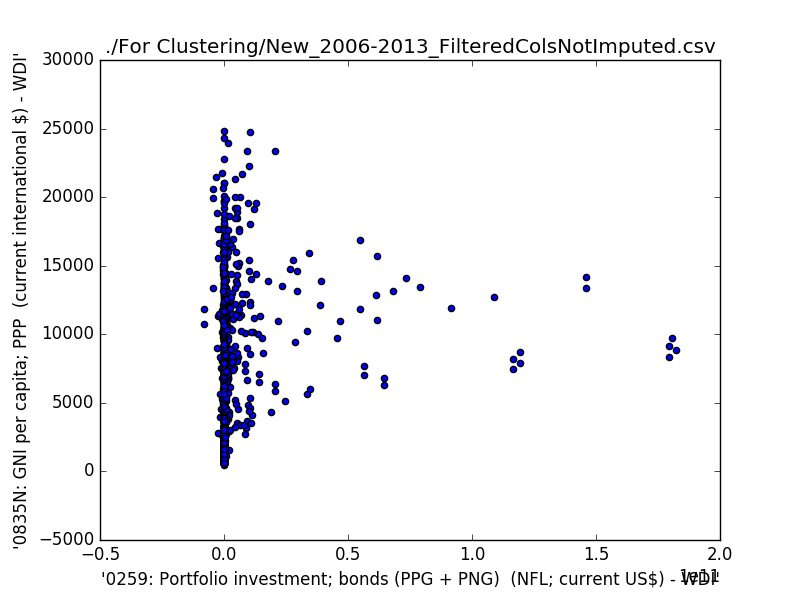 ./For Clustering/New_2006-2013_FilteredColsNotImputed.csv
'0835N: GNI per capita; PPP  (current international $) - WDI'
30000
25000
20000
15000
10000
5000
0
−5000
−0.5 0.0 0.5 1.0 1.5 2.0
1e11
'0259: Portfolio investment; bonds (PPG + PNG)  (NFL; current US$) - WDI'